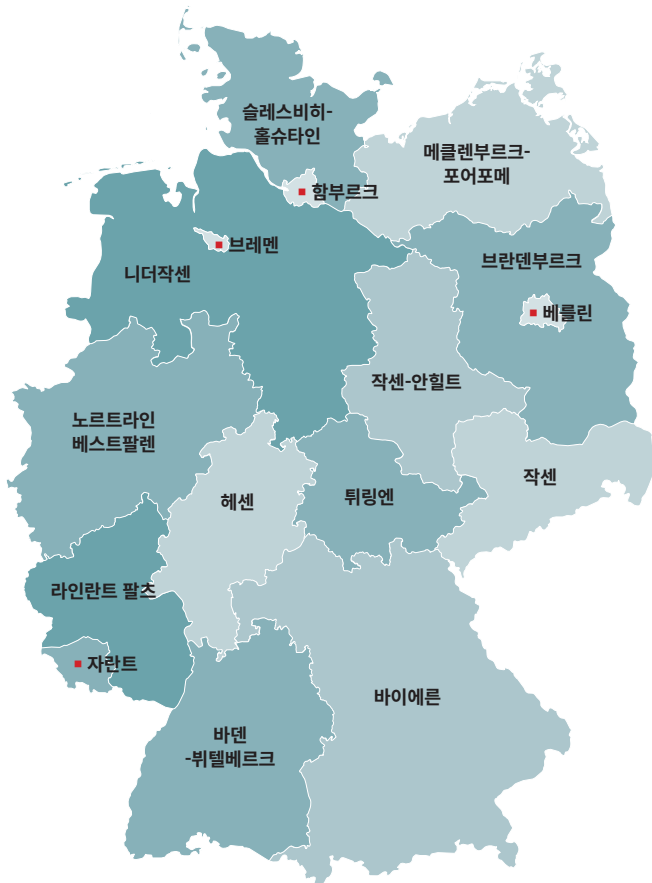 슬레스비히-
홀슈타인
메클렌부르크-
포어포메
함부르크
브레멘
니더작센
브란덴부르크
베를린
작센-안힐트
노르트라인
베스트팔렌
작센
헤센
튀링엔
라인란트 팔츠
자란트
바이에른
바덴
-뷔텔베르크